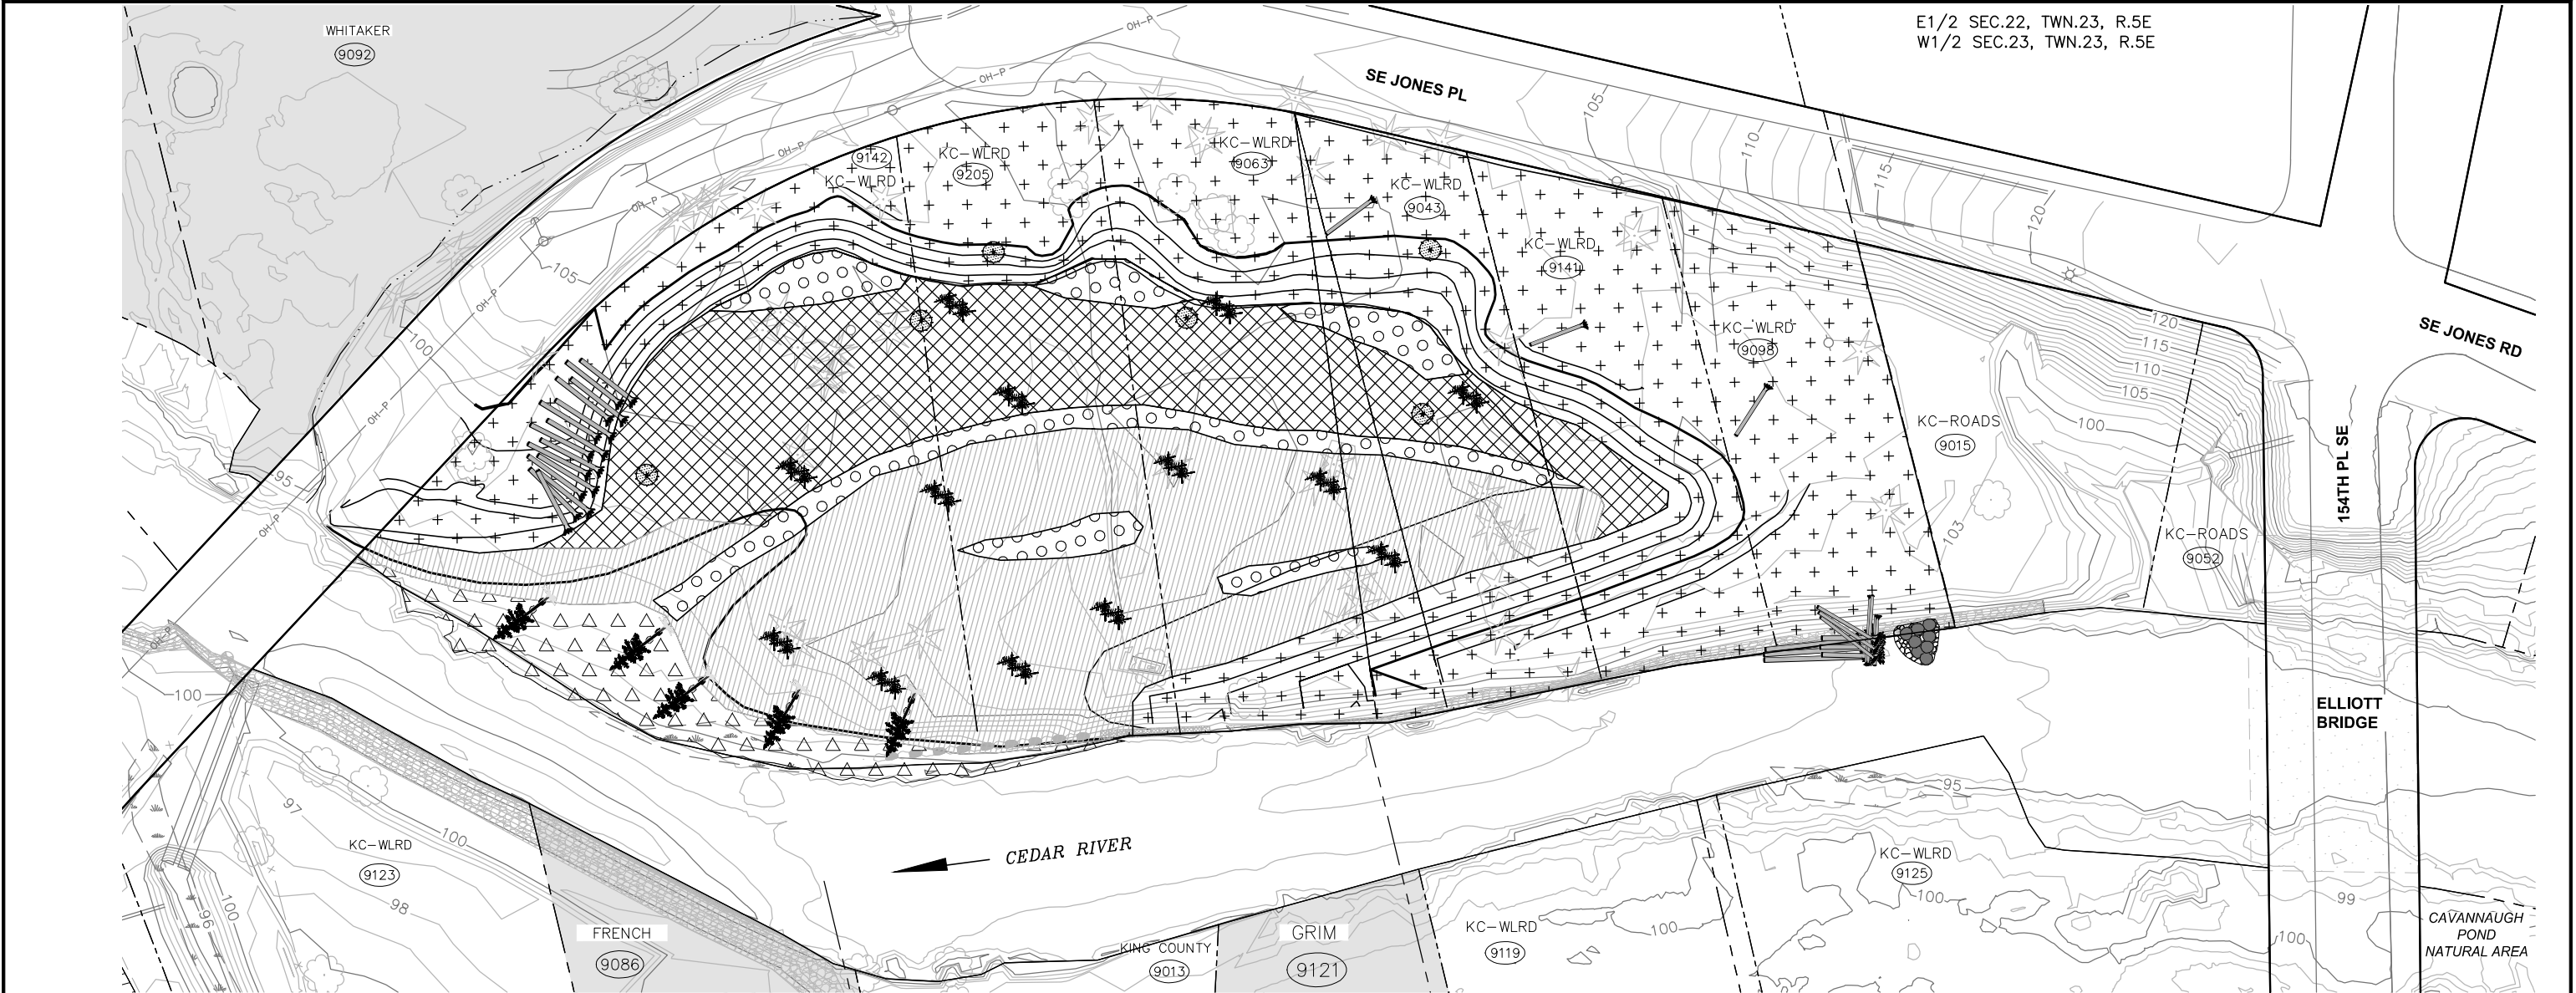 E1/2 SEC.22, TWN.23, R.5E
W1/2 SEC.23, TWN.23, R.5E
WHITAKER
9092
OH-P
OH-P
SE JONES PL
105
110
115
120
OH-P
9142
KC-WLRD
KC-WLRD
9205
KC-WLRD
9063
KC-WLRD
9043
OH-P
KC-WLRD
9141
105
OH-P
KC-WLRD
9098
120
115
110
105
100
SE JONES RD
100
OH-P
KC-ROADS
9015
154TH PL SE
95
OH-P
103
KC-ROADS
9052
OH-P
100
ELLIOTT
BRIDGE
97
100
95
CEDAR RIVER
KC-WLRD
9123
98
96
100
KC-WLRD
9125
100
99
FRENCH
9086
KING COUNTY
9013
GRIM
9121
KC-WLRD
9119
100
100
CAVANNAUGH
POND
NATURAL AREA